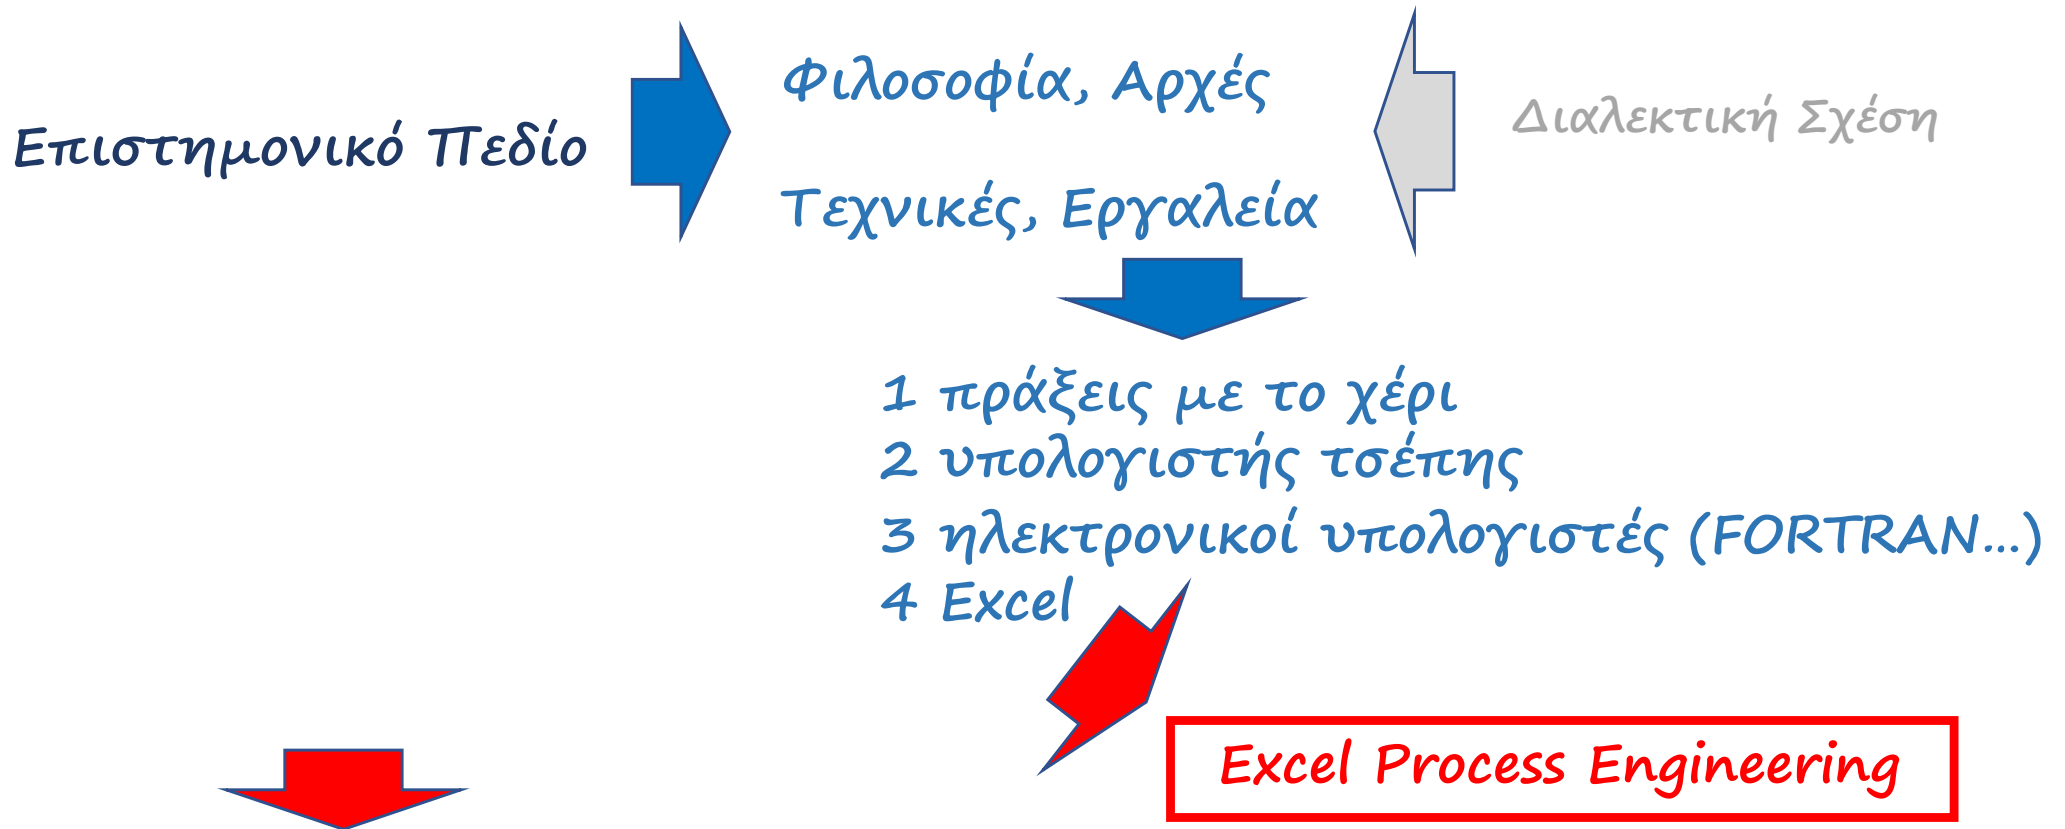 Επιστημονικό Πεδίο
Φιλοσοφία, Αρχές
Τεχνικές, Εργαλεία
Διαλεκτική Σχέση
1 πράξεις με το χέρι
2 υπολογιστής τσέπης
3 ηλεκτρονικοί υπολογιστές (FORTRAN...)
4 Excel
Excel Process Engineering